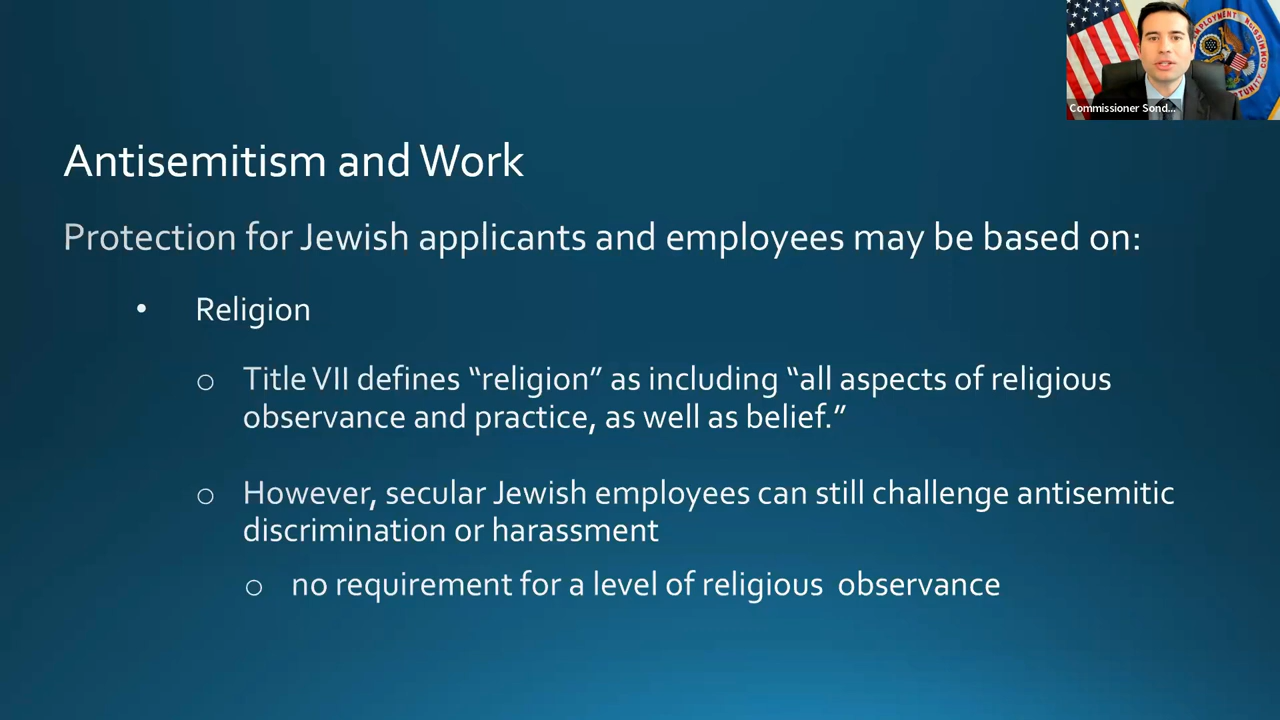 Commissioner Sond...
Antisemitism and Work
Protection for Jewish applicants and employees may be based on:
• Religion
o Title VII defines “religion” as including “all aspects of religious
observance and practice, as well as belief.”
o However, secular Jewish employees can still challenge antisemitic
discrimination or harassment
o no requirement for a level of religious observance